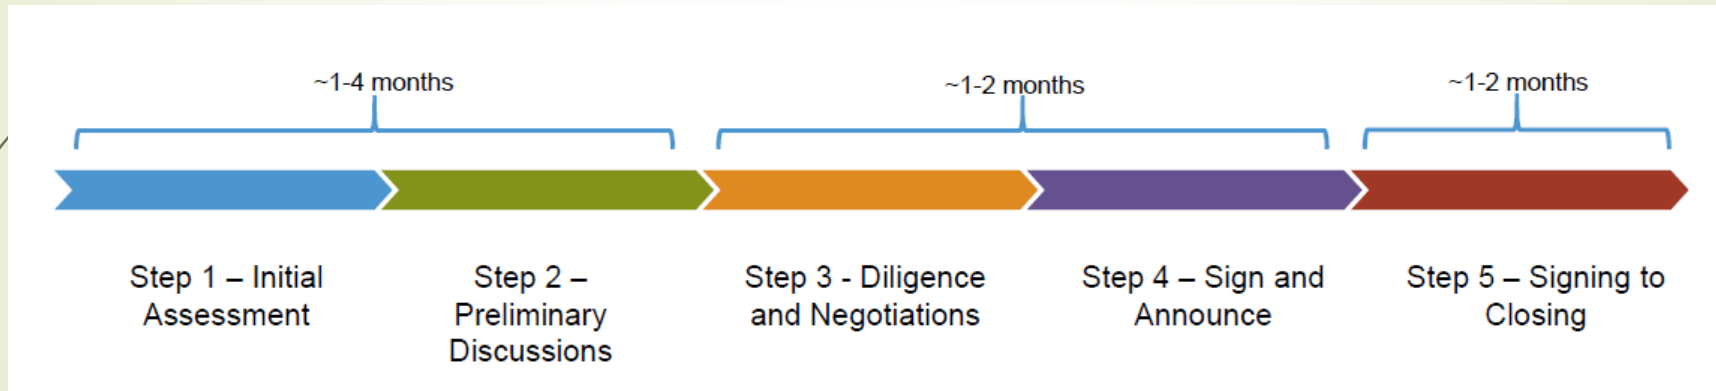 ~1-4 months
~1-2 months
~1-2 months
Step 1 – Initial
Assessment
Step 2 –
Preliminary
Discussions
Step 3 - Diligence
and Negotiations
Step 4 – Sign and
Announce
Step 5 – Signing to
Closing